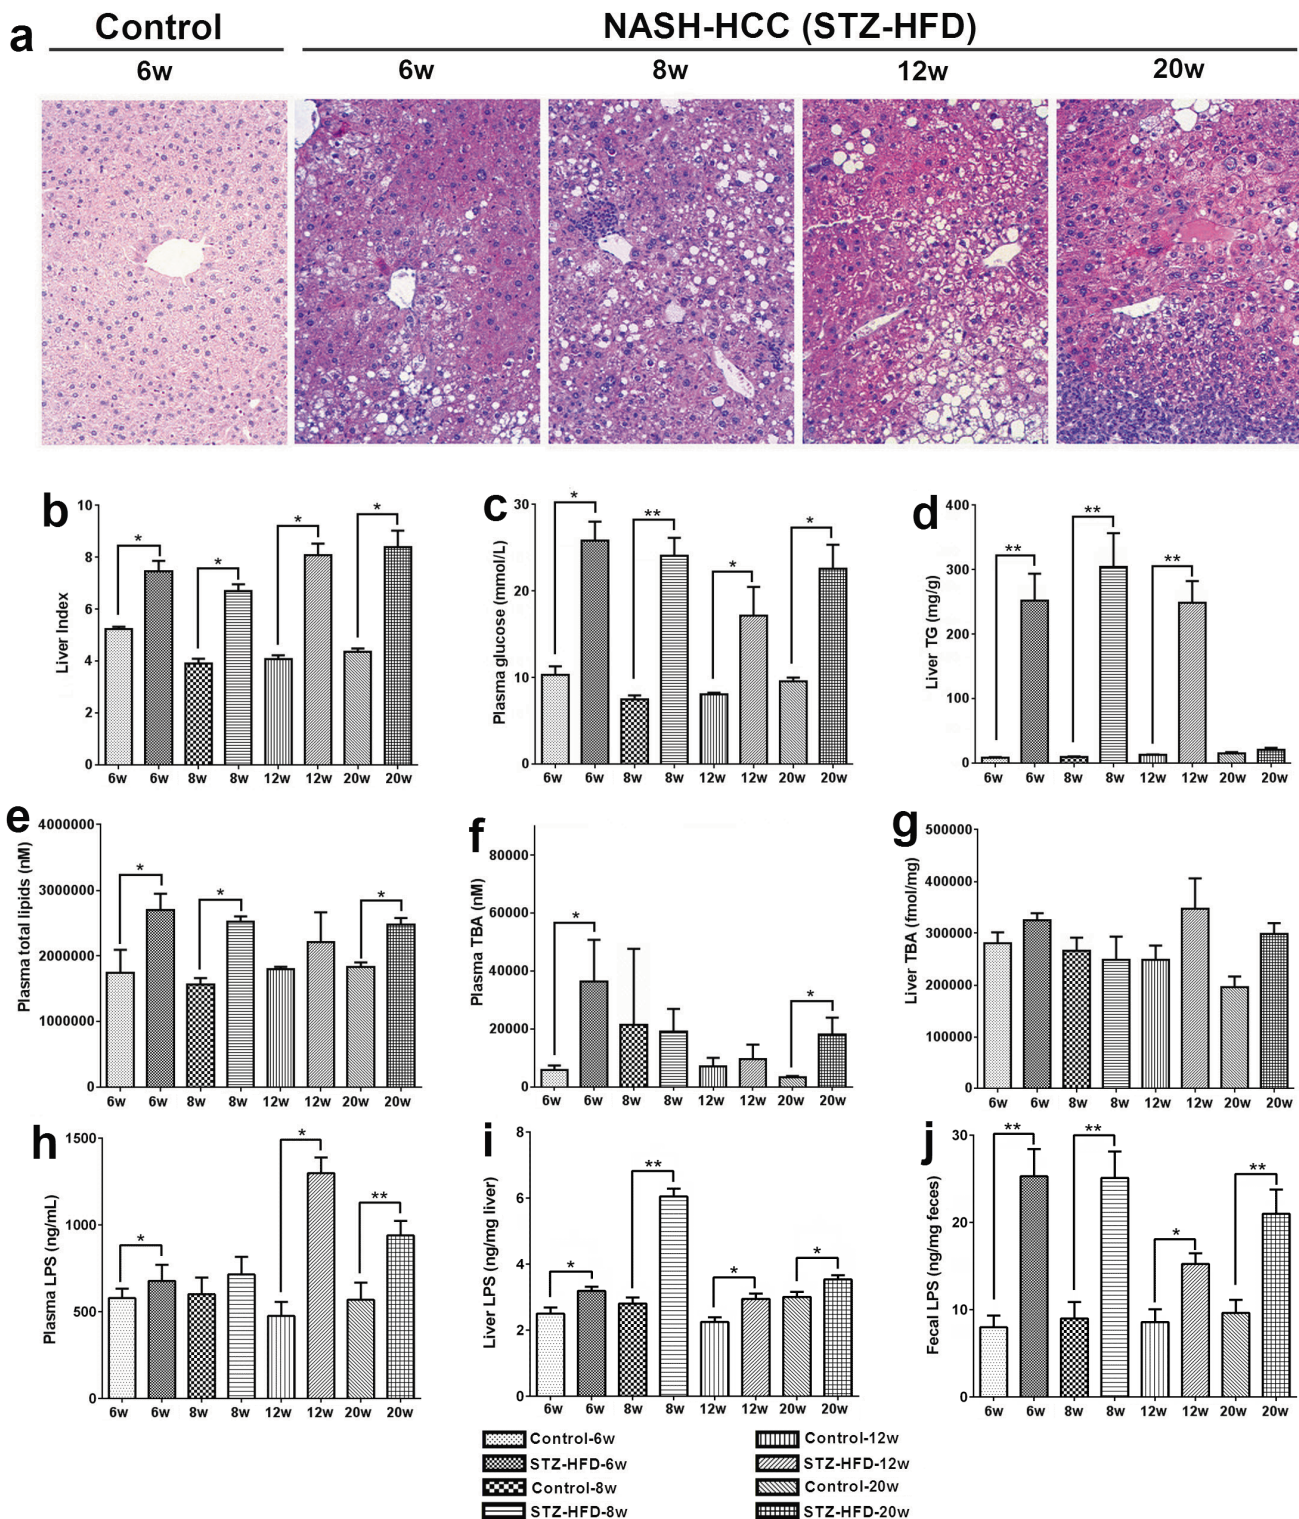 a
Control
NASH-HCC (STZ-HFD)
6w
6w
8w
12w
20w
b
Liver Index
10
8
6
4
2
0
*
*
*
*
6w 6w 8w 8w 12w 12w 20w 20w
c
Plasma glucose (mmol/L)
30
20
10
0
*
**
*
*
6w 6w 8w 8w 12w 12w 20w 20w
d
Liver TG (mg/g)
400
300
200
100
0
**
**
**
6w 6w 8w 8w 12w 12w 20w 20w
e
Plasma total lipids (nM)
4000000
3000000
2000000
1000000
0
*
*
*
6w 6w 8w 8w 12w 12w 20w 20w
f
Plasma TBA (nM)
80000
60000
40000
20000
0
*
*
6w 6w 8w 8w 12w 12w 20w 20w
g
Liver TBA (fmol/mg)
500000
400000
300000
200000
100000
0
6w 6w 8w 8w 12w 12w 20w 20w
h
Plasma LPS (ng/mL)
1500
1000
500
0
*
*
**
6w 6w 8w 8w 12w 12w 20w 20w
i
Liver LPS (ng/mg liver)
8
6
4
2
0
*
**
*
*
6w 6w 8w 8w 12w 12w 20w 20w
j
Fecal LPS (ng/mg feces)
30
20
10
0
**
**
*
**
6w 6w 8w 8w 12w 12w 20w 20w
Control-6w
STZ-HFD-6w
Control-8w
STZ-HFD-8w
Control-12w
STZ-HFD-12w
Control-20w
STZ-HFD-20w